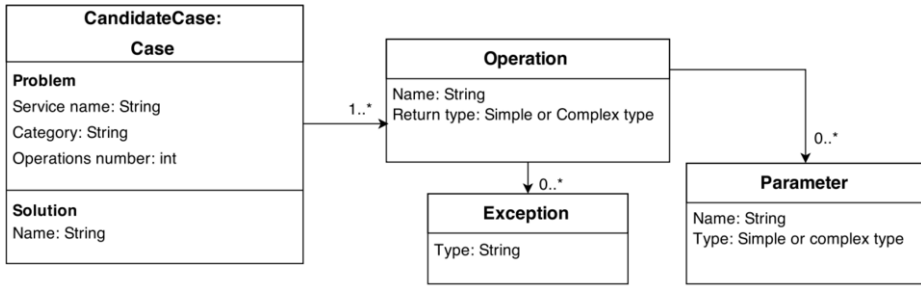 CandidateCase:
Case
Problem
Service name: String
Category: String
Operations number: int
Solution
Name: String
1..*
Operation
Name: String
Return type: Simple or Complex type
0..*
Exception
Type: String
0..*
Parameter
Name: String
Type: Simple or complex type